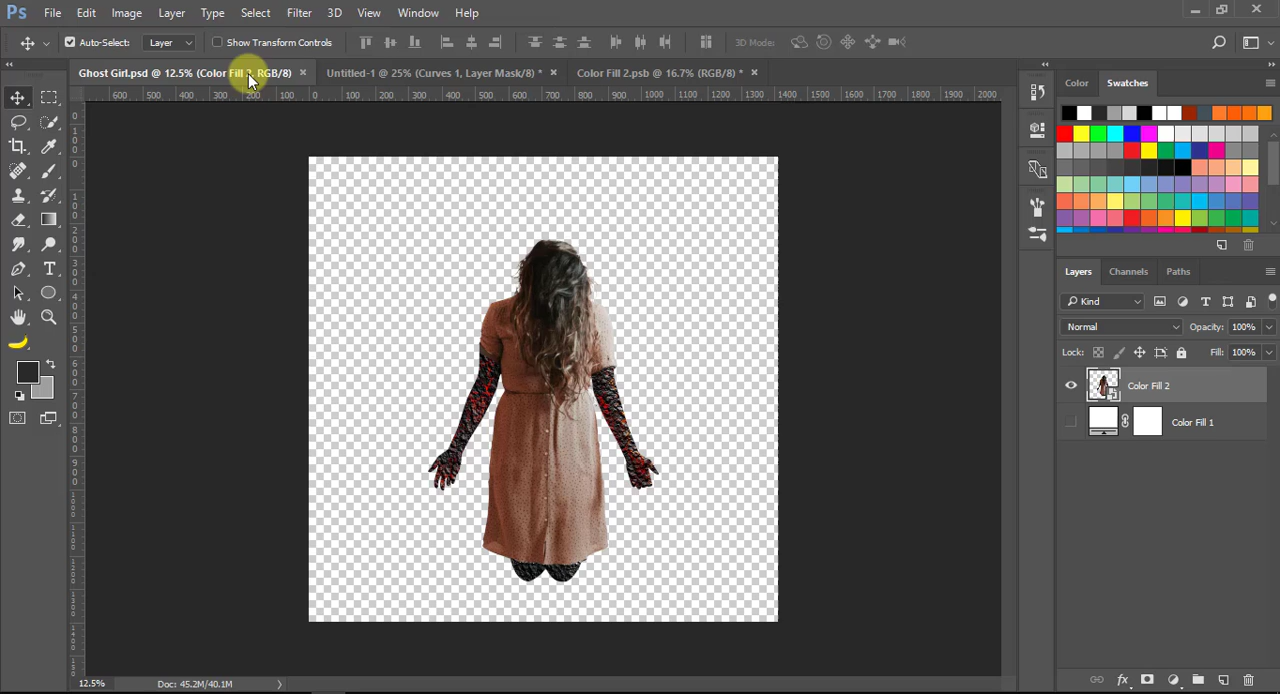 Ps File Edit Image Layer Type Select Filter 3D View Window Help
Auto-Select: Layer Show Transform Controls 3D Mode:
Ghost Girl.psd @ 12.5% (Color Fill 2, RGB/8) × Untitled-1 @ 25% (Curves 1, Layer Mask/8) * × Color Fill 2.psb @ 16.7% (RGB/8) * ×
600 500 400 300 200 100 0 100 200 300 400 500 600 700 800 900 1000 1100 1200 1300 1400 1500 1600 1700 1800 1900 2000
Color Swatches
Layers Channels Paths
Kind
Normal Opacity: 100%
Lock: Fill: 100%
Color Fill 2
Color Fill 1
12.5% Doc: 45.2M/40.1M